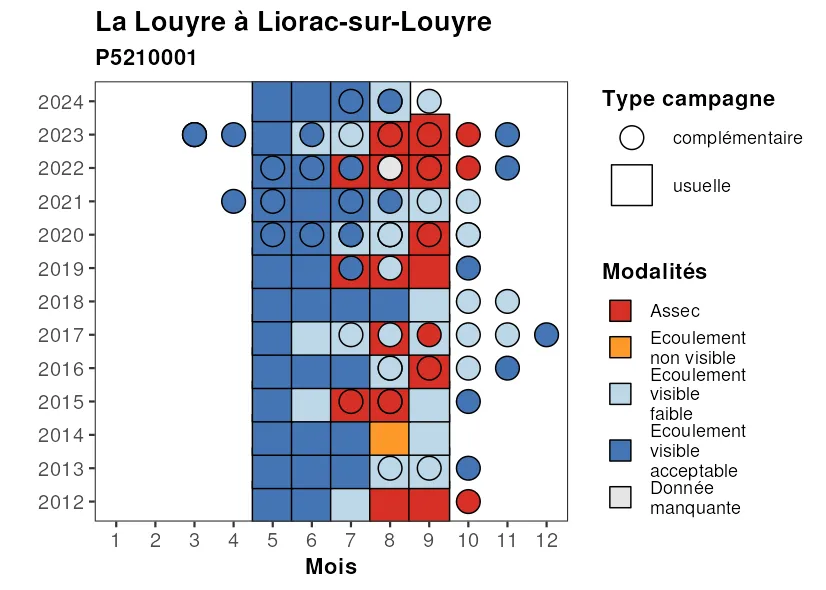 La Louyre à Liorac-sur-Louyre
P5210001
2024
2023
2022
2021
2020
2019
2018
2017
2016
2015
2014
2013
2012
1 2 3 4 5 6 7 8 9 10 11 12
Mois
Type campagne
complémentaire
usuelle
Modalités
Assec
Ecoulement
non visible
Ecoulement
visible
faible
Ecoulement
visible
acceptable
Donnée
manquante